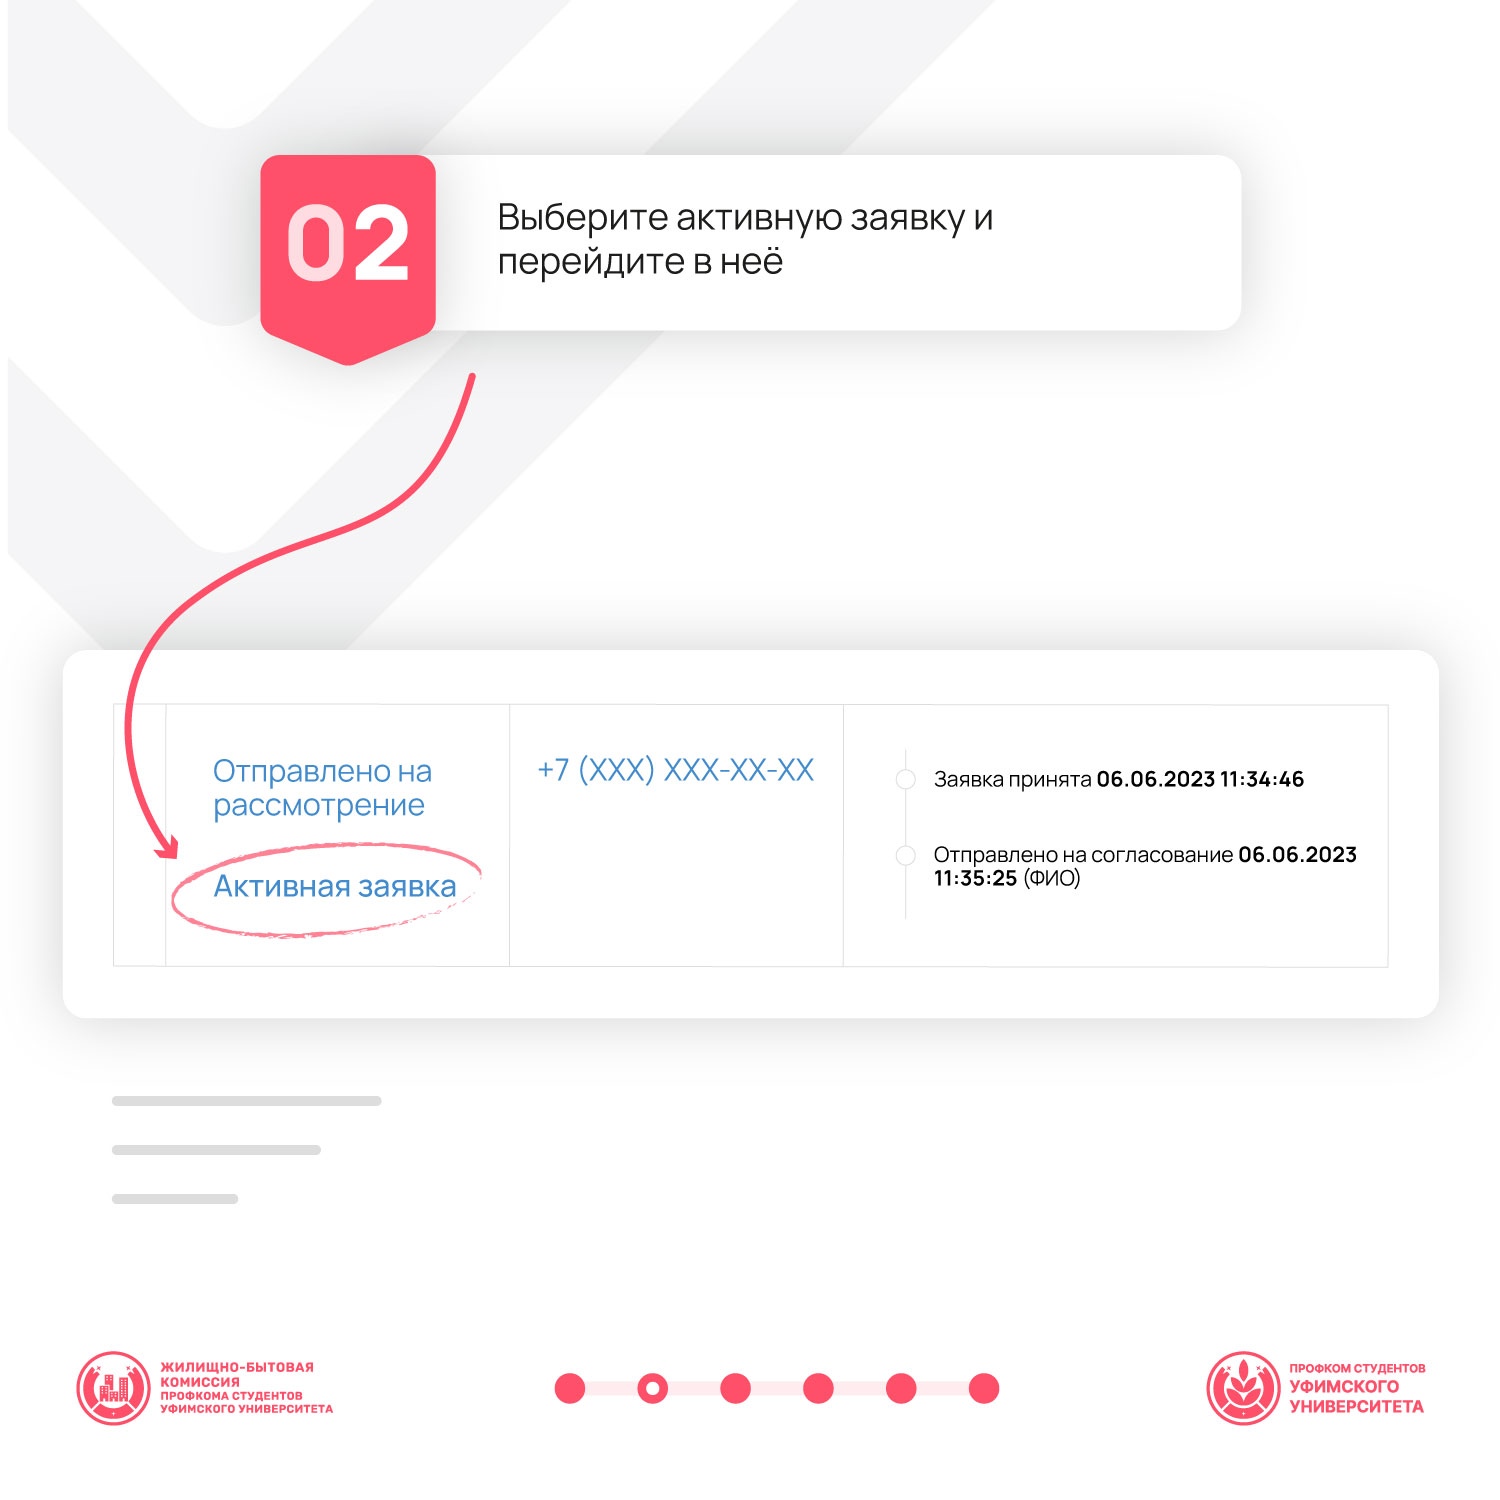 02
Выберите активную заявку и
перейдите в неё
Отправлено на
рассмотрение
Активная заявка
+7 (XXX) XXX-XX-XX
Заявка принята 06.06.2023 11:34:46
Отправлено на согласование 06.06.2023
11:35:25 (ФИО)
ЖИЛИЩНО-БЫТОВАЯ
КОМИССИЯ
ПРОФКОМА СТУДЕНТОВ
УФИМСКОГО УНИВЕРСИТЕТА
ПРОФКОМ СТУДЕНТОВ
УФИМСКОГО
УНИВЕРСИТЕТА